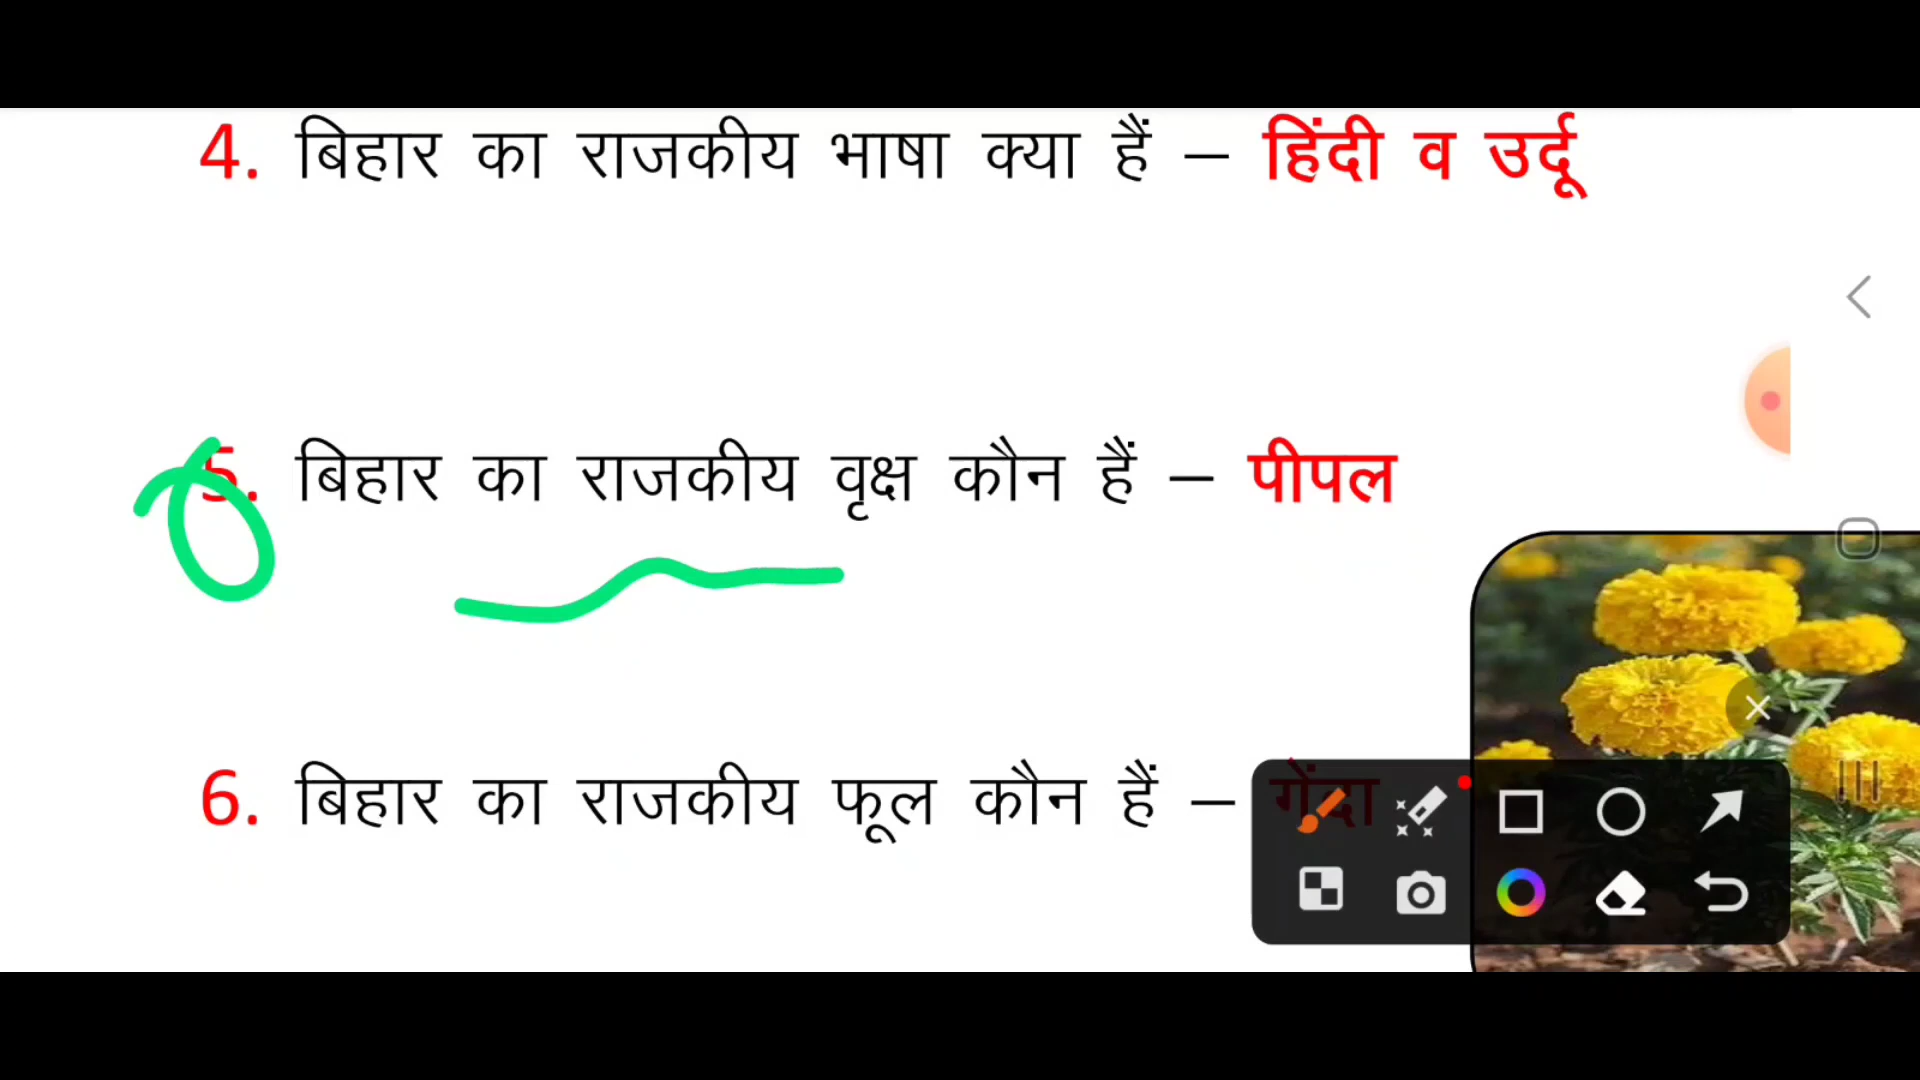 4. बिहार का राजकीय भाषा क्या हैं – हिंदी व उर्दू
5. बिहार का राजकीय वृक्ष कौन हैं – पीपल
6. बिहार का राजकीय फूल कौन हैं – गेंदा